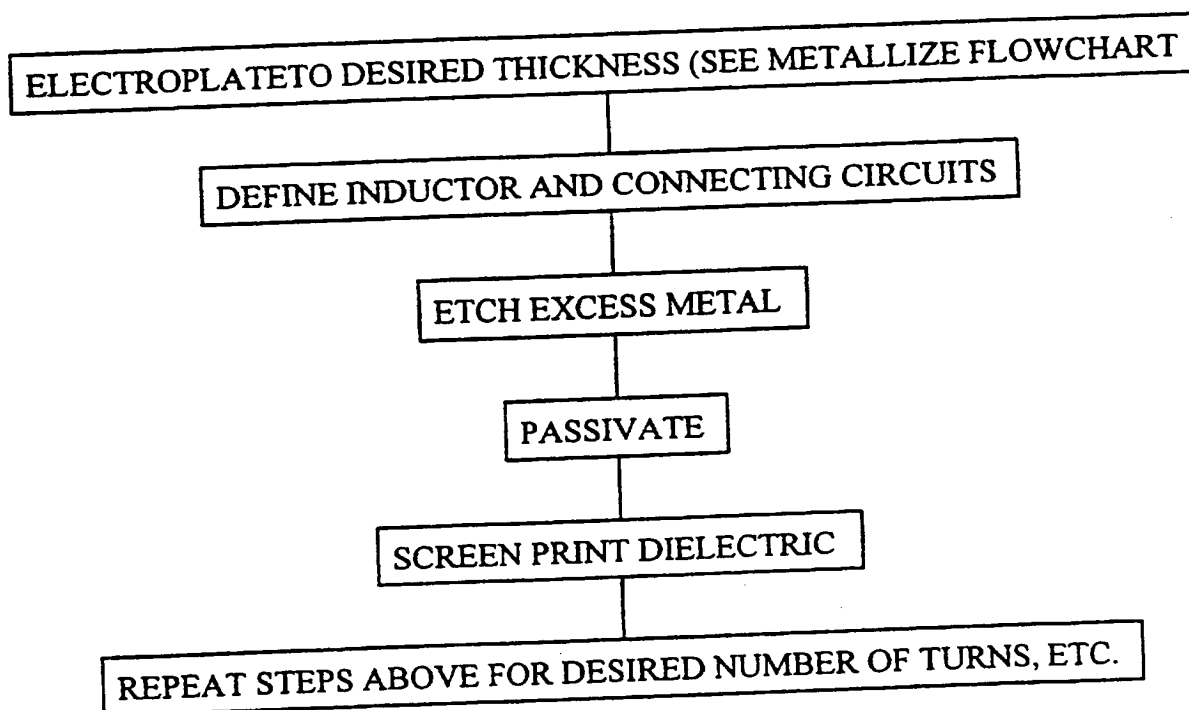 ELECTROPLATETO DESIRED THICKNESS (SEE METALLIZE FLOWCHART
DEFINE INDUCTOR AND CONNECTING CIRCUITS
ETCH EXCESS METAL
PASSIVATE
SCREEN PRINT DIELECTRIC
REPEAT STEPS ABOVE FOR DESIRED NUMBER OF TURNS, ETC.